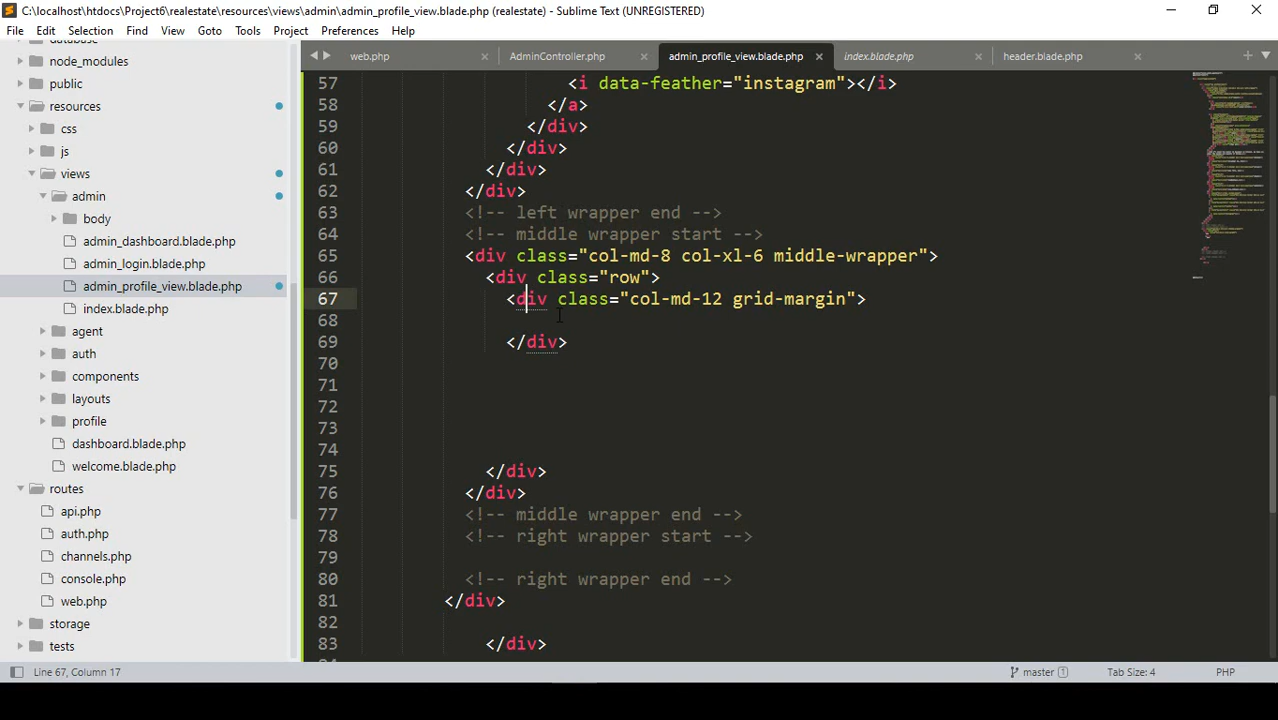 C:\localhost\htdocs\Project6\realestate\resources\views\admin\admin_profile_view.blade.php (realestate) - Sublime Text (UNREGISTERED)
File Edit Selection Find View Goto Tools Project Preferences Help
web.php AdminController.php admin_profile_view.blade.php index.blade.php header.blade.php
node_modules
public
resources
css
js
views
admin
body
admin_dashboard.blade.php
admin_login.blade.php
admin_profile_view.blade.php
index.blade.php
agent
auth
components
layouts
profile
dashboard.blade.php
welcome.blade.php
routes
api.php
auth.php
channels.php
console.php
web.php
storage
tests
57 <i data-feather="instagram"></i>
58 </a>
59 </div>
60 </div>
61 </div>
62 </div>
63 <!-- left wrapper end -->
64 <!-- middle wrapper start -->
65 <div class="col-md-8 col-xl-6 middle-wrapper">
66 <div class="row">
67 <div class="col-md-12 grid-margin">
68
69 </div>
70
71
72
73
74
75 </div>
76 </div>
77 <!-- middle wrapper end -->
78 <!-- right wrapper start -->
79
80 <!-- right wrapper end -->
81 </div>
82
83 </div>
Line 67, Column 17 master 1 Tab Size: 4 PHP